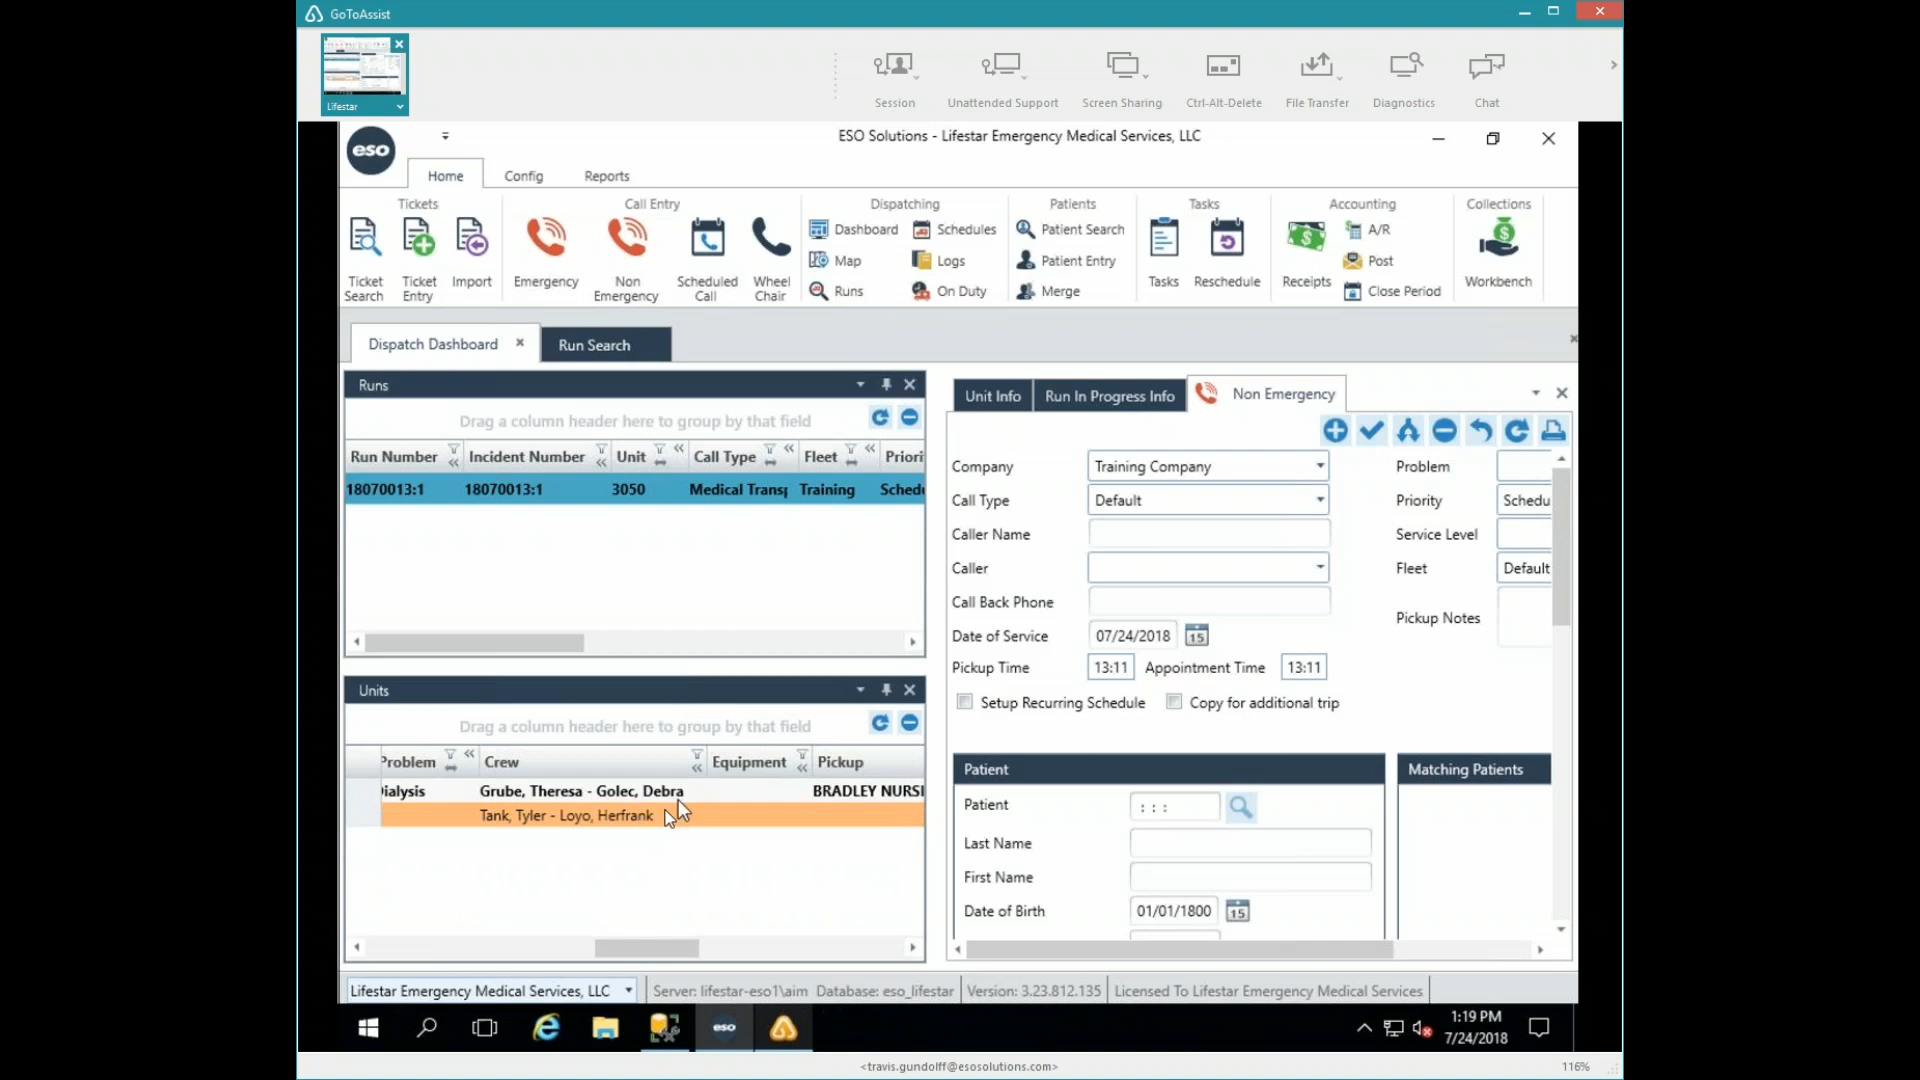 GoToAssist
Lifestar
Session
Unattended Support
Screen Sharing
Ctrl-Alt-Delete
File Transfer
Diagnostics
Chat
eso
ESO Solutions - Lifestar Emergency Medical Services, LLC
Home
Config
Reports
Tickets
Ticket Search
Ticket Entry
Import
Call Entry
Emergency
Non Emergency
Scheduled Call
Wheel Chair
Dispatching
Dashboard
Schedules
Map
Logs
Runs
On Duty
Patients
Patient Search
Patient Entry
Merge
Tasks
Tasks
Reschedule
Accounting
Receipts
A/R
Post
Close Period
Collections
Workbench
Dispatch Dashboard
Run Search
Runs
Drag a column header here to group by that field
Run Number Incident Number Unit Call Type Fleet Priori
18070013:1 18070013:1 3050 Medical Trans Training Sched
Units
Drag a column header here to group by that field
Problem Crew Equipment Pickup
ialysis Grube, Theresa - Golec, Debra BRADLEY NURSI
Tank, Tyler - Loyo, Herfrank
Unit Info
Run In Progress Info
Non Emergency
Company Training Company
Call Type Default
Caller Name
Caller
Call Back Phone
Date of Service 07/24/2018 15
Pickup Time 13:11 Appointment Time 13:11
Setup Recurring Schedule Copy for additional trip
Problem
Priority Schedu
Service Level
Fleet Default
Pickup Notes
Patient
Patient : : :
Last Name
First Name
Date of Birth 01/01/1800 15
Matching Patients
Lifestar Emergency Medical Services, LLC Server: lifestar-eso1\aim Database: eso_lifestar Version: 3.23.812.135 Licensed To Lifestar Emergency Medical Services
eso
1:19 PM
7/24/2018
<travis.gundolff@esosolutions.com>
116%